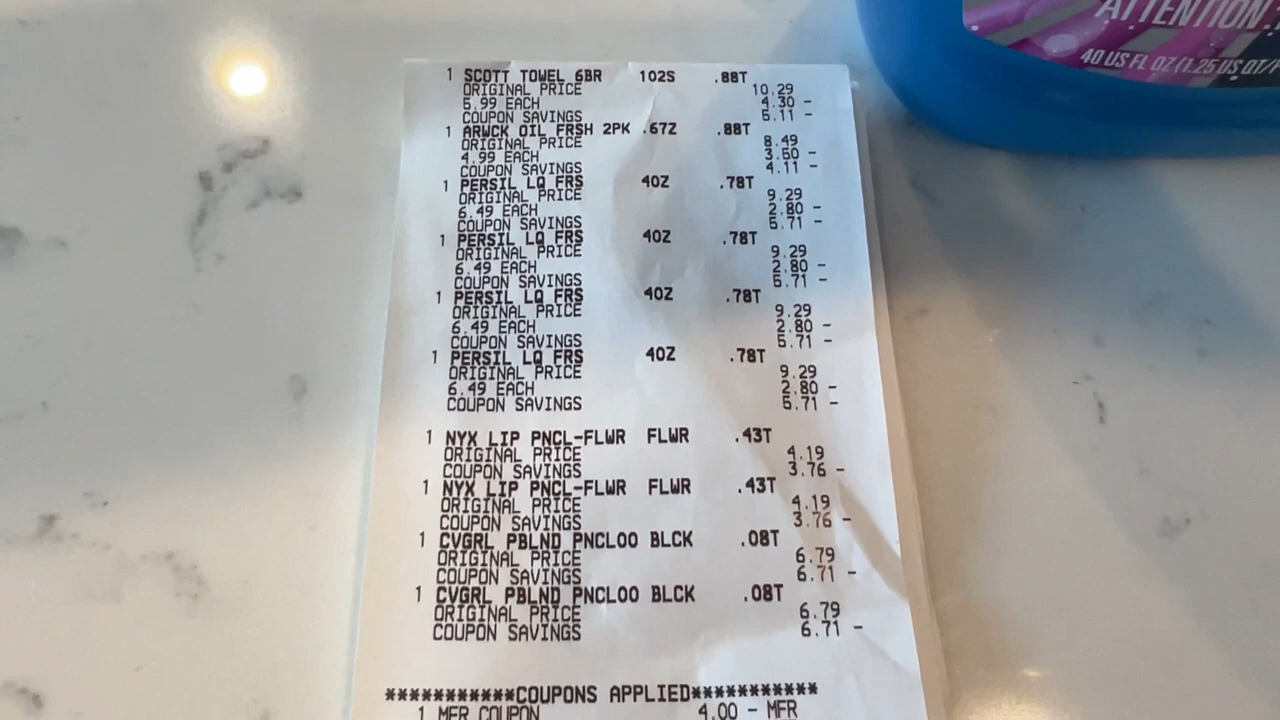 ATTENTION
40 US FL OZ (1.25 US QT/
1 SCOTT TOWEL 6BR 102S .88T
ORIGINAL PRICE 10.29
5.99 EACH 4.30 -
COUPON SAVINGS 5.11 -
1 ARWCK OIL FRSH 2PK .67Z .88T
ORIGINAL PRICE 8.49
4.99 EACH 3.50 -
COUPON SAVINGS 4.11 -
1 PERSIL LQ FRS 40Z .78T
ORIGINAL PRICE 9.29
6.49 EACH 2.80 -
COUPON SAVINGS 5.71 -
1 PERSIL LQ FRS 40Z .78T
ORIGINAL PRICE 9.29
6.49 EACH 2.80 -
COUPON SAVINGS 5.71 -
1 PERSIL LQ FRS 40Z .78T
ORIGINAL PRICE 9.29
6.49 EACH 2.80 -
COUPON SAVINGS 5.71 -
1 PERSIL LQ FRS 40Z .78T
ORIGINAL PRICE 9.29
6.49 EACH 2.80 -
COUPON SAVINGS 5.71 -
1 NYX LIP PNCL-FLWR FLWR .43T
ORIGINAL PRICE 4.19
COUPON SAVINGS 3.76 -
1 NYX LIP PNCL-FLWR FLWR .43T
ORIGINAL PRICE 4.19
COUPON SAVINGS 3.76 -
1 CVGRL PBLND PNCL00 BLCK .08T
ORIGINAL PRICE 6.79
COUPON SAVINGS 6.71 -
1 CVGRL PBLND PNCL00 BLCK .08T
ORIGINAL PRICE 6.79
COUPON SAVINGS 6.71 -
***********COUPONS APPLIED***********
1 MFR COUPON 4.00 - MFR